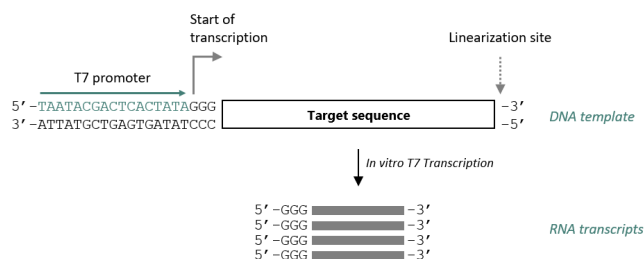 Start of
transcription
Linearization site
T7 promoter
5’-TAATACGACTCACTATAGGG
3’-ATTATGCTGAGTGATATCCC
Target sequence
-3’
-5’
DNA template
In vitro T7 Transcription
5’-GGG -3’
5’-GGG -3’
5’-GGG -3’
5’-GGG -3’
RNA transcripts